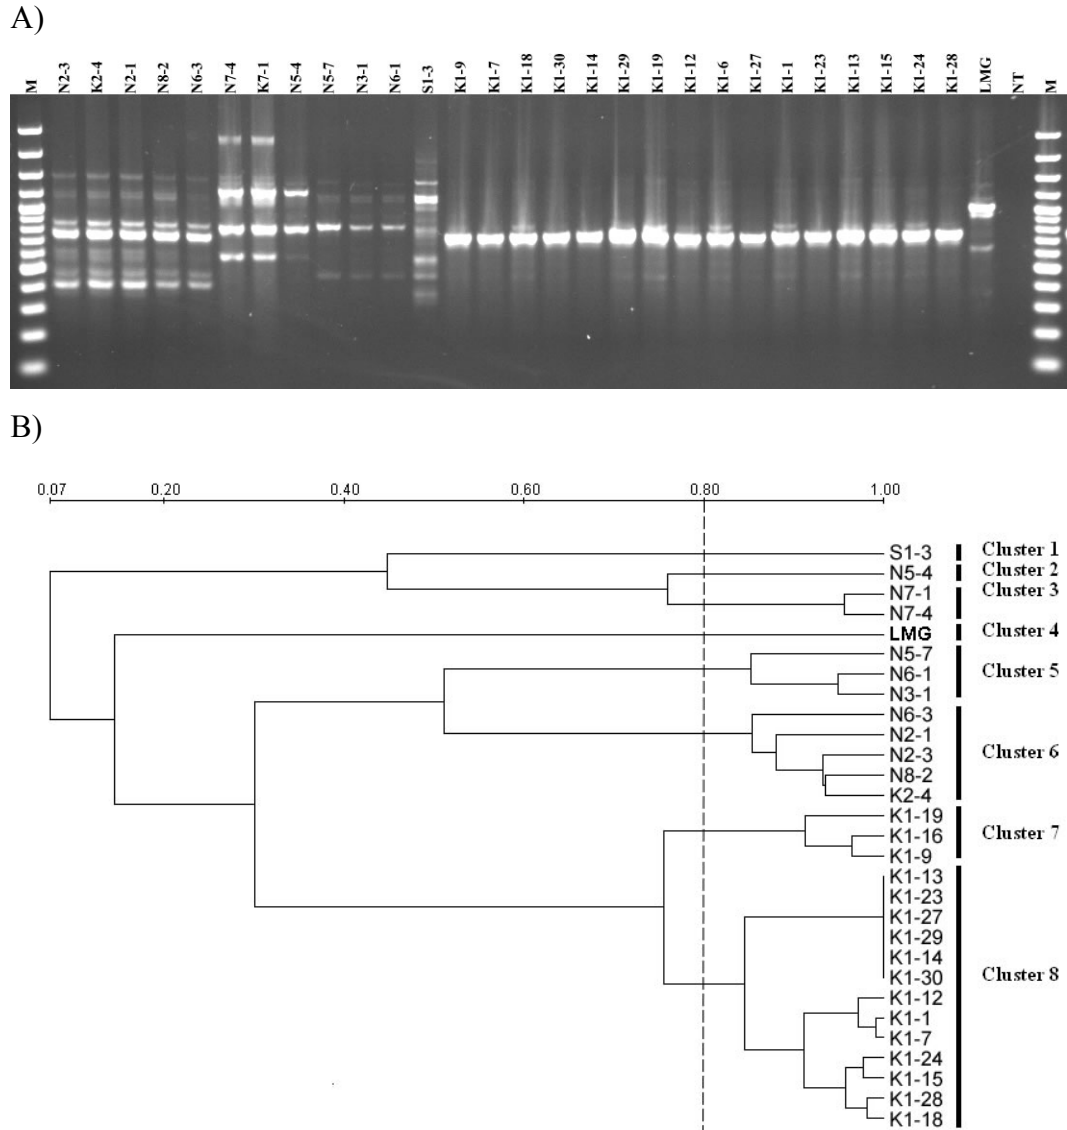 A)
M N2-3 K2-4 N2-1 N8-2 N6-3 N7-4 K7-1 N5-4 N5-7 N3-1 N6-1 S1-3 K1-9 K1-7 K1-18 K1-30 K1-14 K1-29 K1-19 K1-12 K1-6 K1-27 K1-1 K1-23 K1-13 K1-15 K1-24 K1-28 LMG NT M
B)
0.07 0.20 0.40 0.60 0.80 1.00
S1-3 Cluster 1
N5-4 Cluster 2
N7-1 Cluster 3
N7-4
LMG Cluster 4
N5-7
N6-1 Cluster 5
N3-1
N6-3
N2-1
N2-3 Cluster 6
N8-2
K2-4
K1-19
K1-16 Cluster 7
K1-9
K1-13
K1-23
K1-27
K1-29
K1-14
K1-30 Cluster 8
K1-12
K1-1
K1-7
K1-24
K1-15
K1-28
K1-18